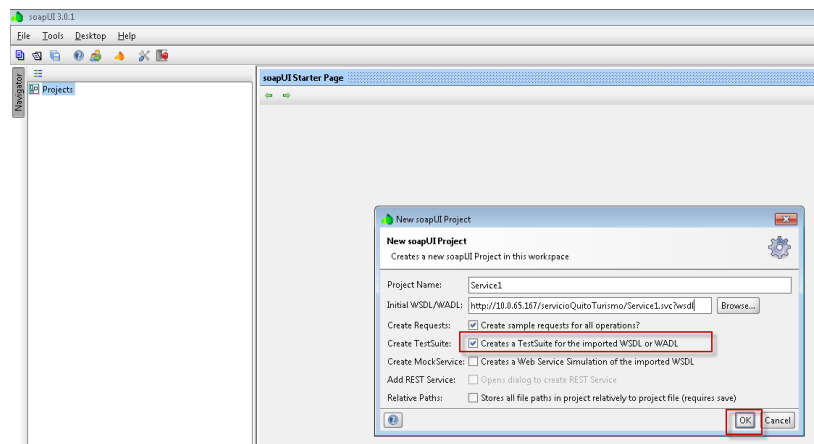 soapUI 3.0.1
File Tools Desktop Help
Navigator
Projects
soapUI Starter Page
New soapUI Project
New soapUI Project
Creates a new soapUI Project in this workspace
Project Name: Service1
Initial WSDL/WADL: http://10.0.65.167/servicioQuitoTurismo/Service1.svc?wsdl Browse...
Create Requests: Create sample requests for all operations?
Create TestSuite: Creates a TestSuite for the imported WSDL or WADL
Create MockService: Creates a Web Service Simulation of the imported WSDL
Add REST Service: Opens dialog to create REST Service
Relative Paths: Stores all file paths in project relatively to project file (requires save)
OK Cancel